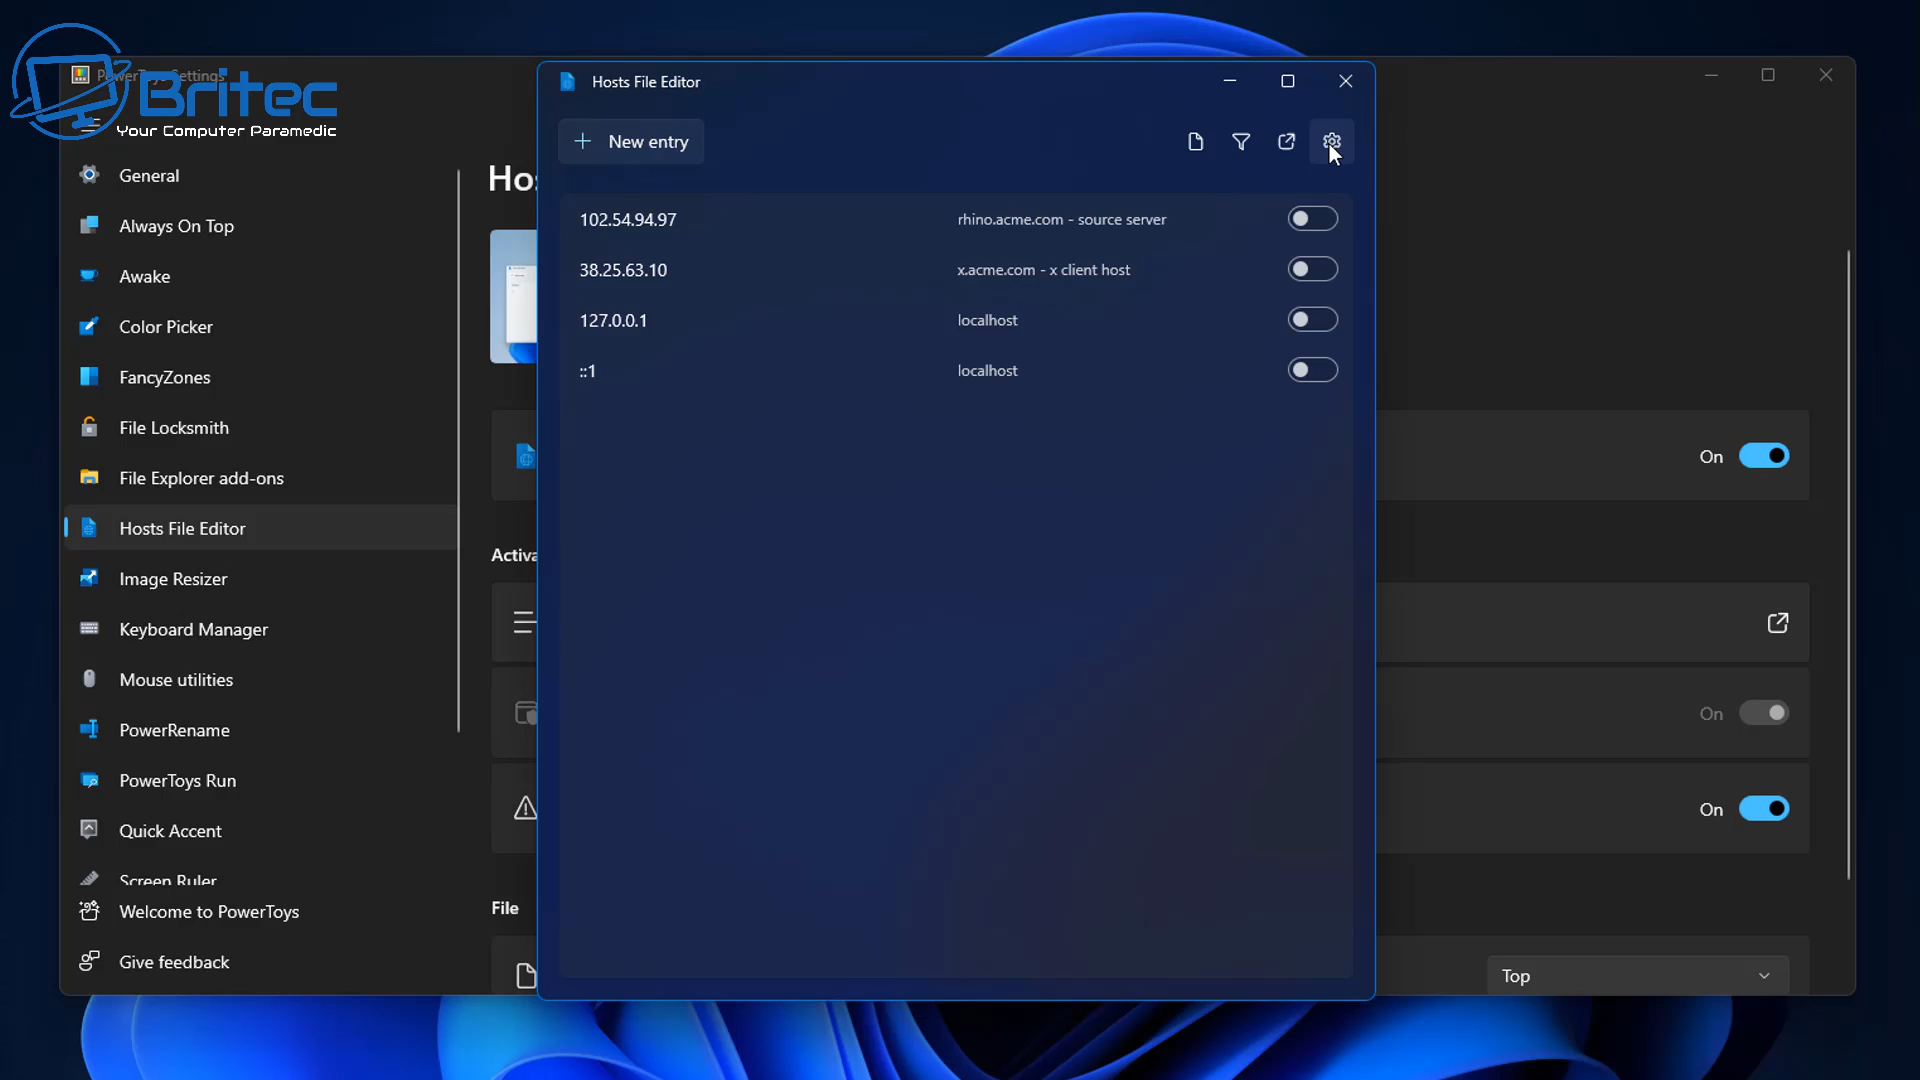 PowerToys Settings
Britec
Your Computer Paramedic
General
Always On Top
Awake
Color Picker
FancyZones
File Locksmith
File Explorer add-ons
Hosts File Editor
Image Resizer
Keyboard Manager
Mouse utilities
PowerRename
PowerToys Run
Quick Accent
Screen Ruler
Welcome to PowerToys
Give feedback
Hos
Activa
File
Hosts File Editor
New entry
102.54.94.97 rhino.acme.com - source server
38.25.63.10 x.acme.com - x client host
127.0.0.1 localhost
::1 localhost
On
On
On
Top